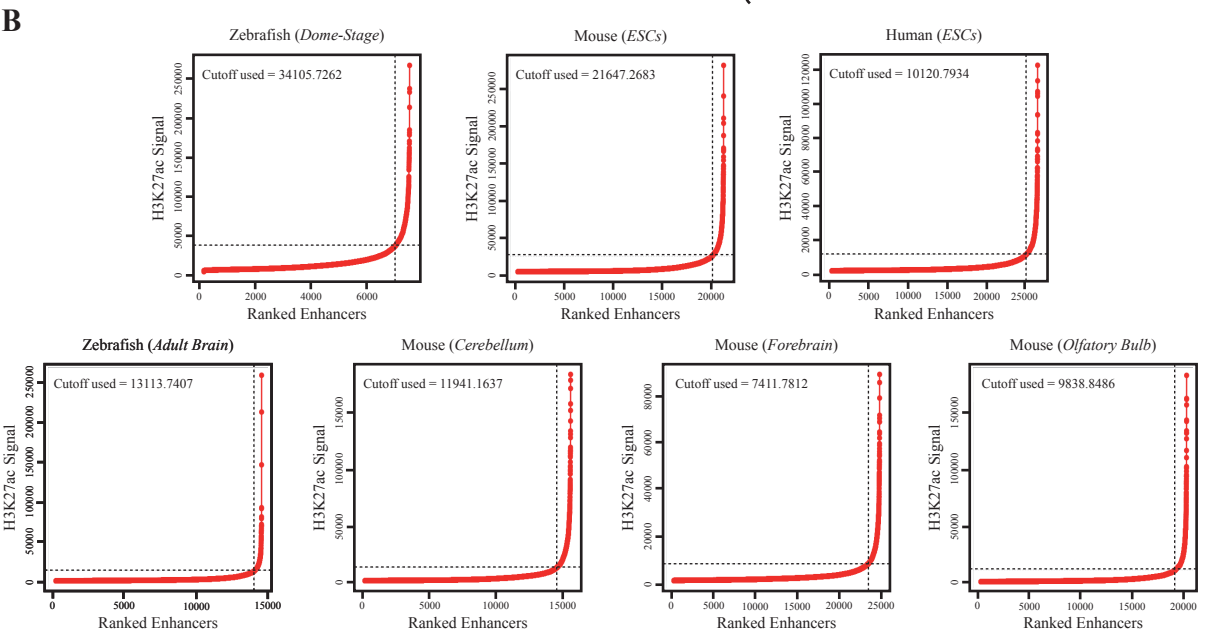 B
Zebrafish (Dome-Stage)
Cutoff used = 34105.7262
H3K27ac Signal
0 50000 100000 150000 200000 250000
0 2000 4000 6000
Ranked Enhancers
Mouse (ESCs)
Cutoff used = 21647.2683
H3K27ac Signal
0 50000 100000 150000 200000 250000
0 5000 10000 15000 20000
Ranked Enhancers
Human (ESCs)
Cutoff used = 10120.7934
H3K27ac Signal
0 20000 40000 60000 80000 100000 120000
0 5000 10000 15000 20000 25000
Ranked Enhancers
Zebrafish (Adult Brain)
Cutoff used = 13113.7407
H3K27ac Signal
0 50000 100000 150000 200000 250000
0 5000 10000 15000
Ranked Enhancers
Mouse (Cerebellum)
Cutoff used = 11941.1637
H3K27ac Signal
0 50000 100000 150000
0 5000 10000 15000
Ranked Enhancers
Mouse (Forebrain)
Cutoff used = 7411.7812
H3K27ac Signal
0 20000 40000 60000 80000
0 5000 10000 15000 20000 25000
Ranked Enhancers
Mouse (Olfatory Bulb)
Cutoff used = 9838.8486
H3K27ac Signal
0 50000 100000 150000
0 5000 10000 15000 20000
Ranked Enhancers